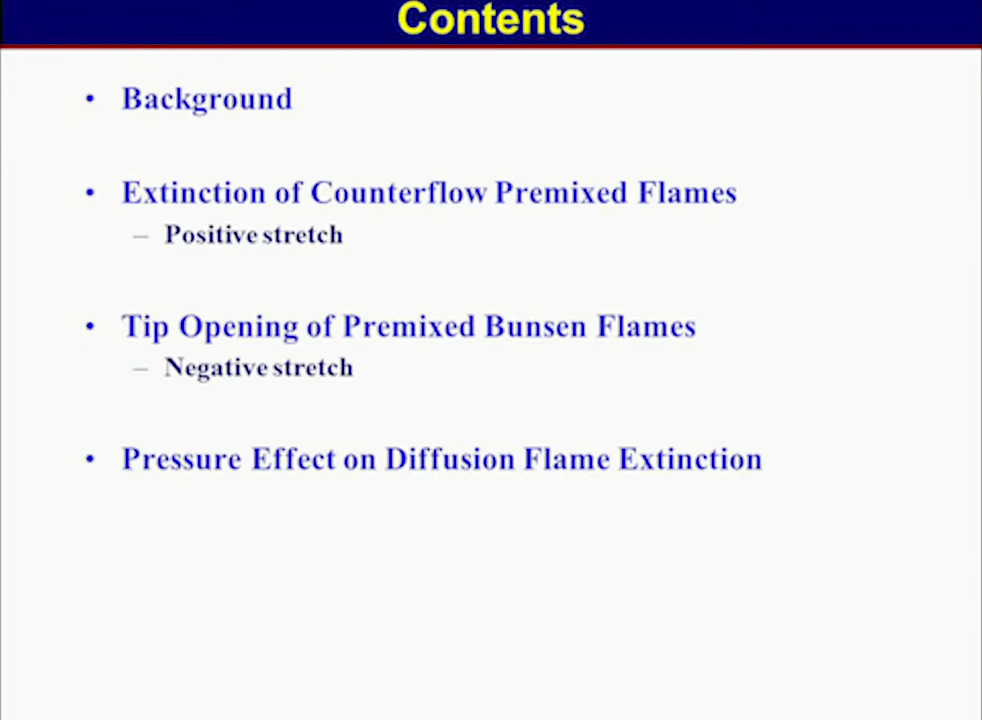 Contents
• Background
• Extinction of Counterflow Premixed Flames
– Positive stretch
• Tip Opening of Premixed Bunsen Flames
– Negative stretch
• Pressure Effect on Diffusion Flame Extinction